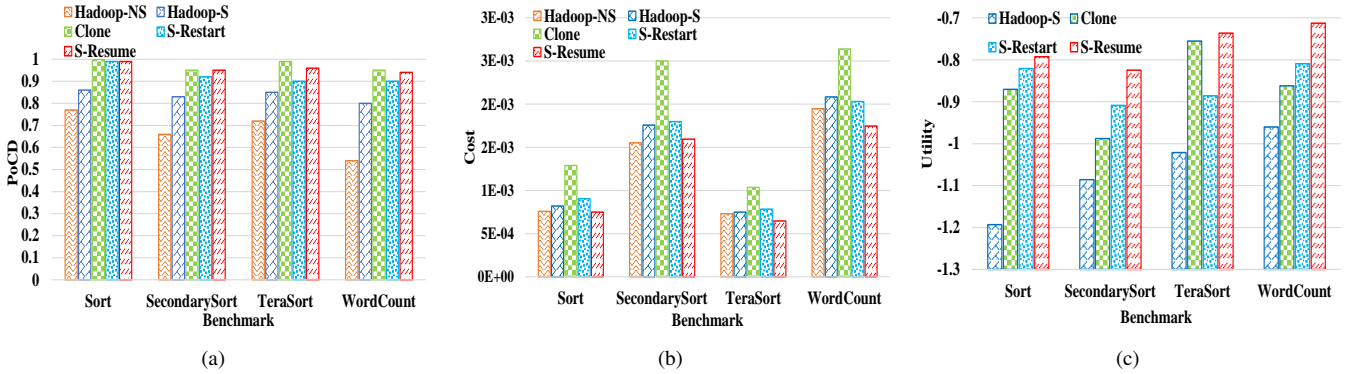 Hadoop-NS Hadoop-S
Clone S-Restart
S-Resume
1
0.9
0.8
0.7
0.6
0.5
0.4
0.3
0.2
0.1
0
PoCD
Sort SecondarySort TeraSort WordCount
Benchmark
(a)
Hadoop-NS Hadoop-S
Clone S-Restart
S-Resume
3E-03
3E-03
2E-03
2E-03
1E-03
5E-04
0E+00
Cost
Sort SecondarySort TeraSort WordCount
Benchmark
(b)
Hadoop-S Clone
S-Restart S-Resume
-0.7
-0.8
-0.9
-1
-1.1
-1.2
-1.3
Utility
Sort SecondarySort TeraSort WordCount
Benchmark
(c)